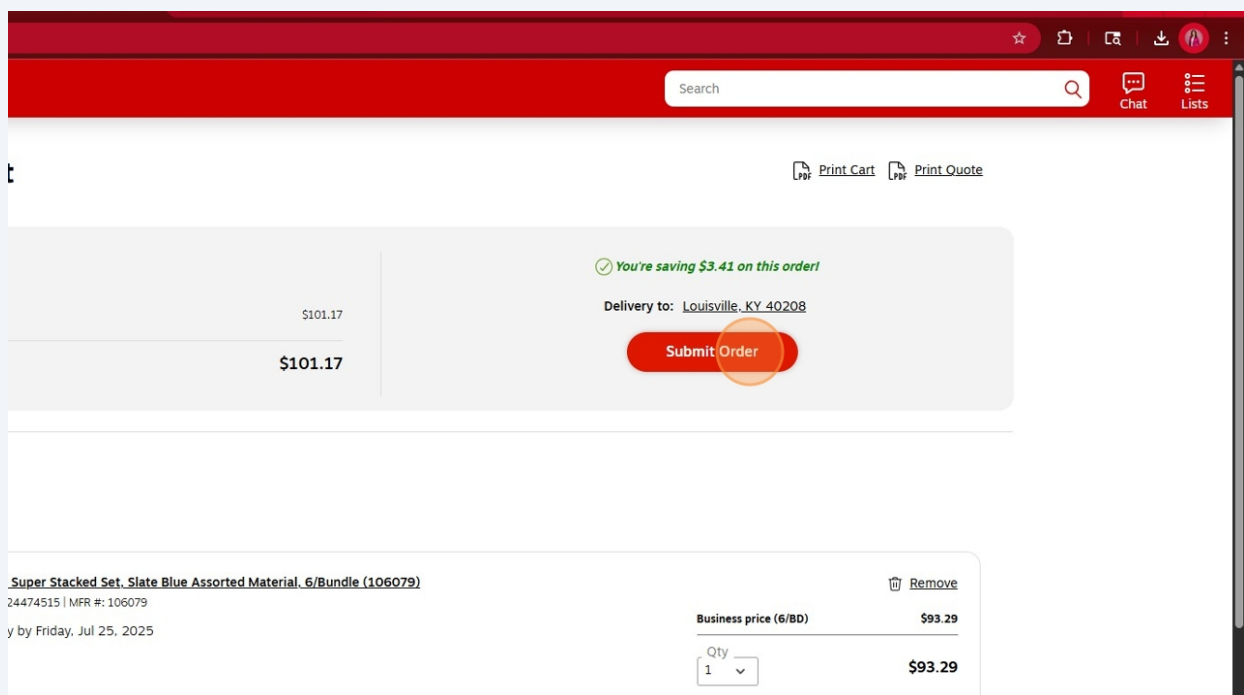 Search
Chat
Lists
t
Print Cart
Print Quote
You're saving $3.41 on this order!
Delivery to: Louisville, KY 40208
$101.17
Submit Order
$101.17
Super Stacked Set, Slate Blue Assorted Material, 6/Bundle (106079)
Remove
24474515 | MFR #: 106079
Business price (6/BD) $93.29
y by Friday, Jul 25, 2025
Qty
1
$93.29